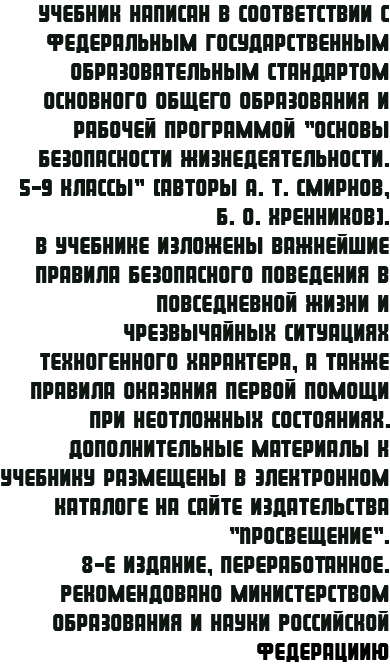 УЧЕБНИК НАПИСАН В СООТВЕТСТВИИ С
ФЕДЕРАЛЬНЫМ ГОСУДАРСТВЕННЫМ
ОБРАЗОВАТЕЛЬНЫМ СТАНДАРТОМ
ОСНОВНОГО ОБЩЕГО ОБРАЗОВАНИЯ И
РАБОЧЕЙ ПРОГРАММОЙ "ОСНОВЫ
БЕЗОПАСНОСТИ ЖИЗНЕДЕЯТЕЛЬНОСТИ.
5-9 КЛАССЫ" (АВТОРЫ А. Т. СМИРНОВ,
Б. О. ХРЕННИКОВ).
В УЧЕБНИКЕ ИЗЛОЖЕНЫ ВАЖНЕЙШИЕ
ПРАВИЛА БЕЗОПАСНОГО ПОВЕДЕНИЯ В
ПОВСЕДНЕВНОЙ ЖИЗНИ И
ЧРЕЗВЫЧАЙНЫХ СИТУАЦИЯХ
ТЕХНОГЕННОГО ХАРАКТЕРА, А ТАКЖЕ
ПРАВИЛА ОКАЗАНИЯ ПЕРВОЙ ПОМОЩИ
ПРИ НЕОТЛОЖНЫХ СОСТОЯНИЯХ.
ДОПОЛНИТЕЛЬНЫЕ МАТЕРИАЛЫ К
УЧЕБНИКУ РАЗМЕЩЕНЫ В ЭЛЕКТРОННОМ
КАТАЛОГЕ НА САЙТЕ ИЗДАТЕЛЬСТВА
"ПРОСВЕЩЕНИЕ".
8-Е ИЗДАНИЕ, ПЕРЕРАБОТАННОЕ.
РЕКОМЕНДОВАНО МИНИСТЕРСТВОМ
ОБРАЗОВАНИЯ И НАУКИ РОССИЙСКОЙ
ФЕДЕРАЦИИЮ